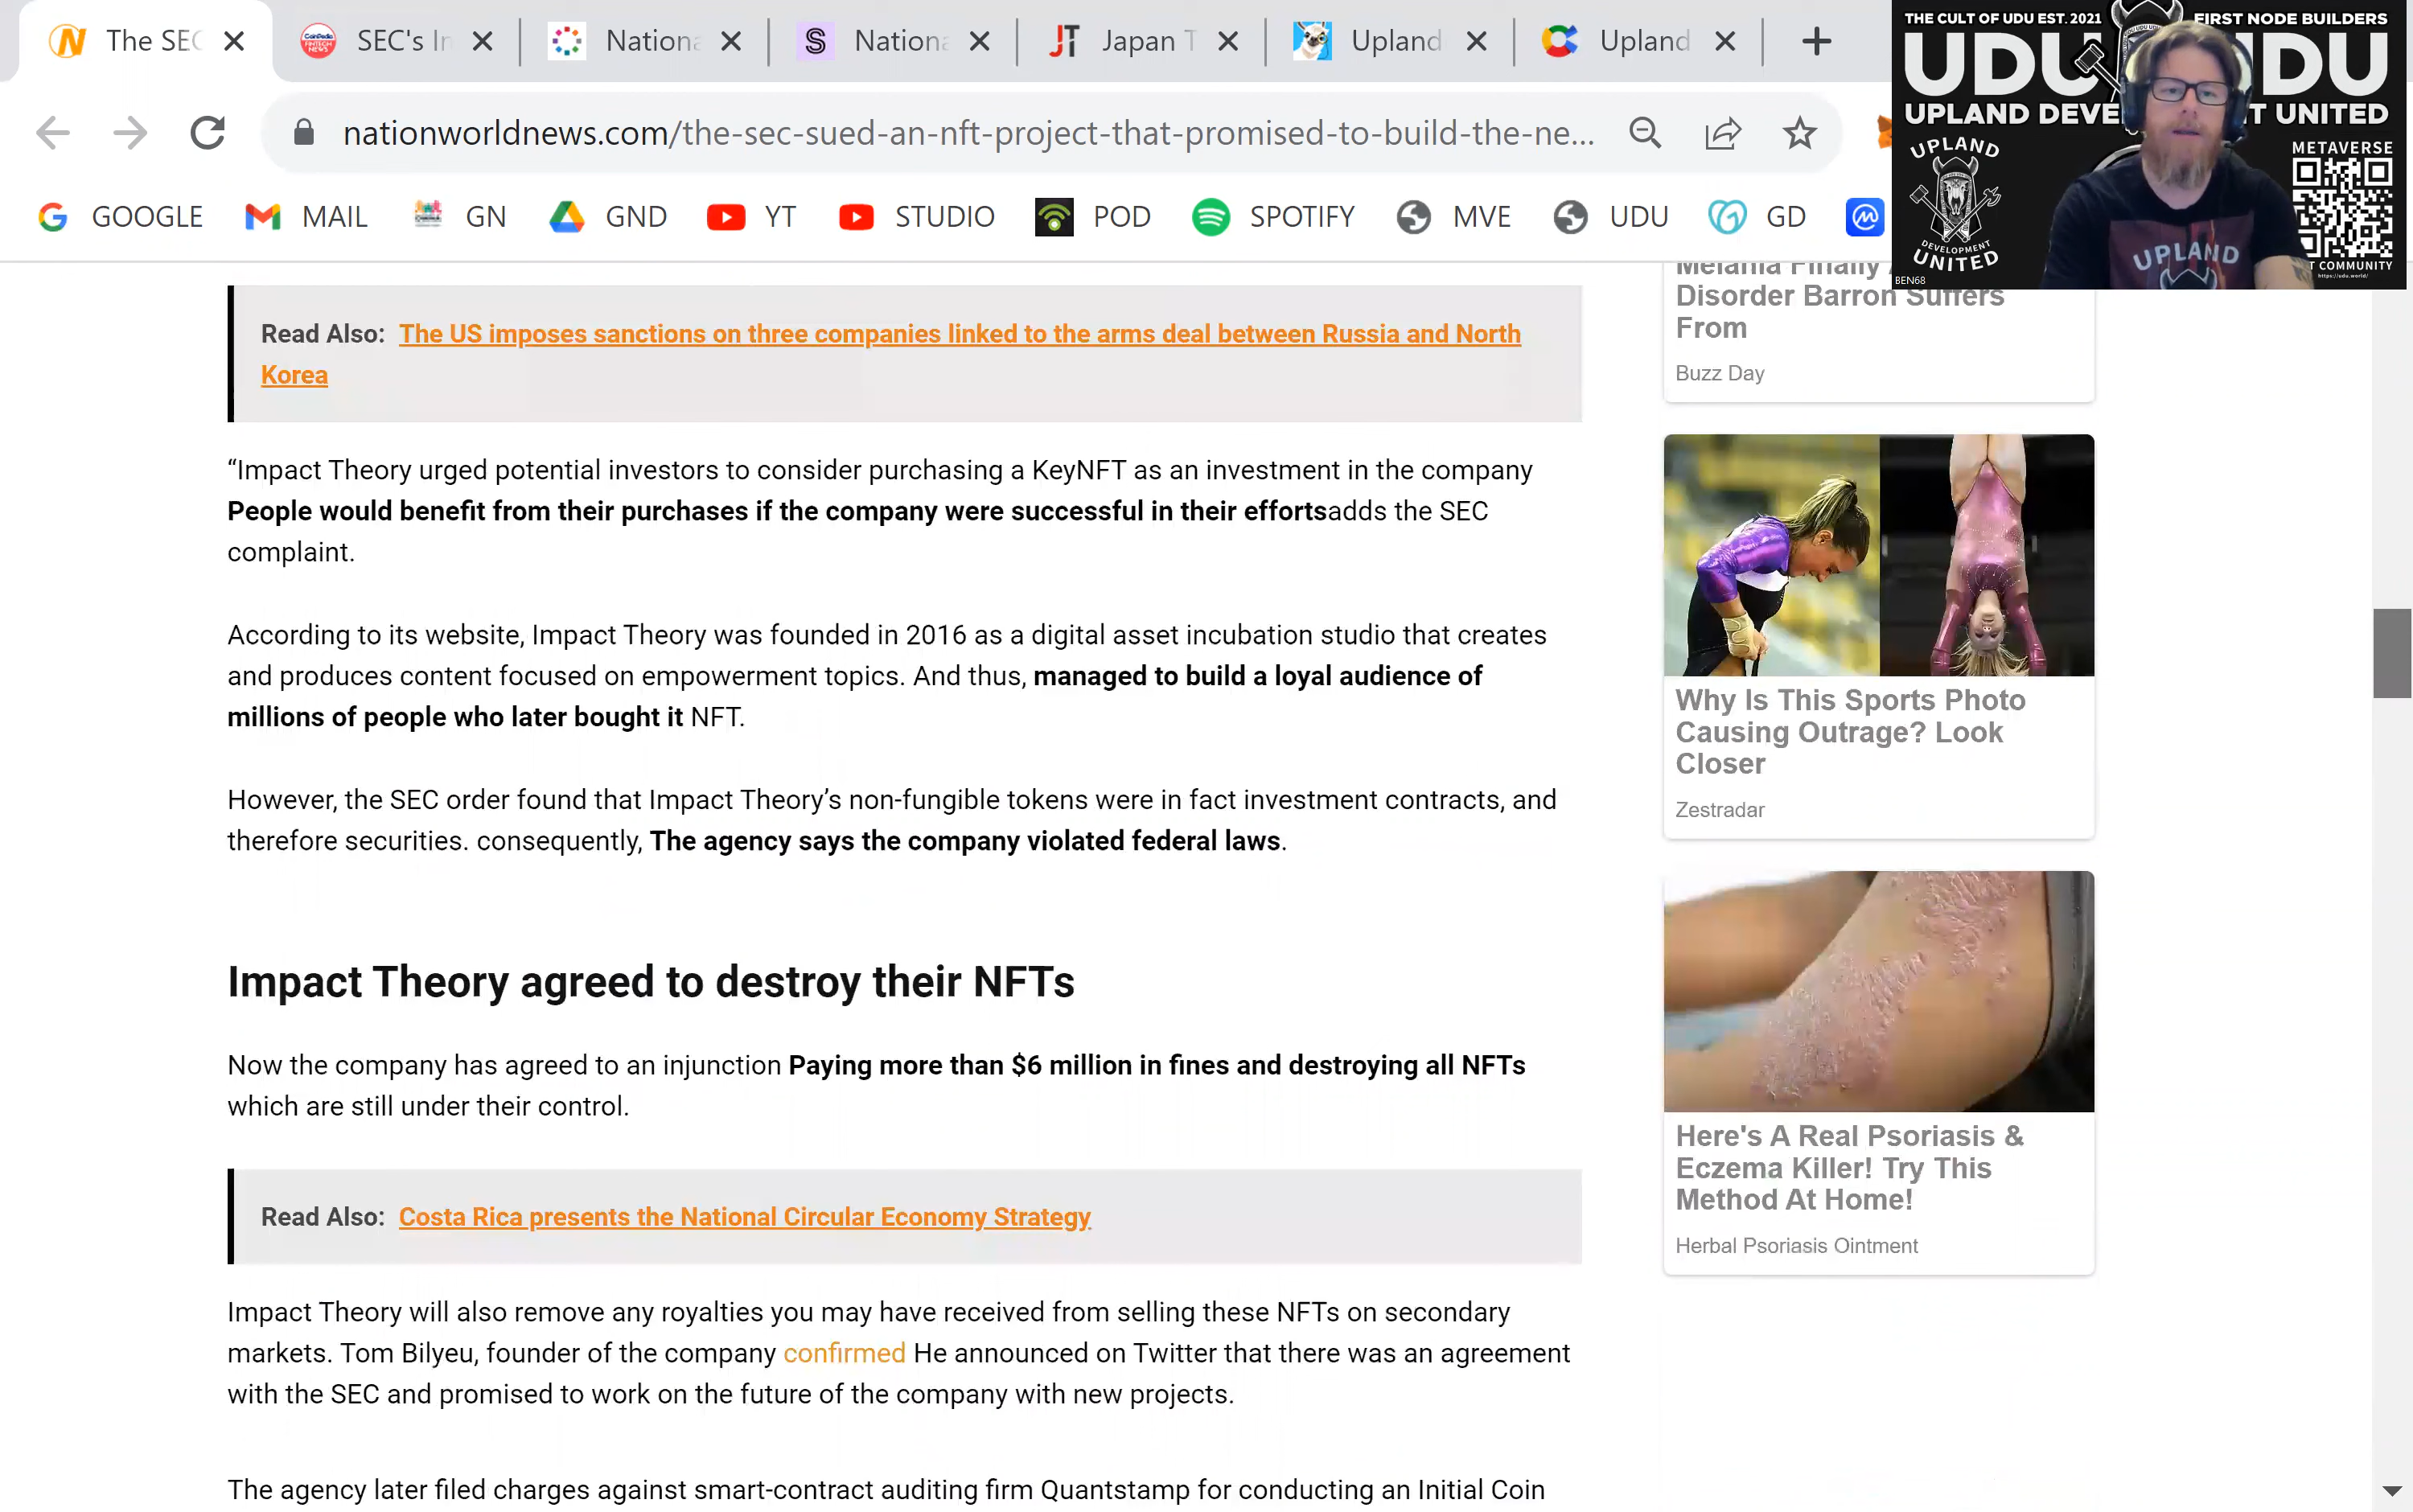 The SEC
SEC's In
Nationa
Nationa
Japan T
Upland
Upland
THE CULT OF UDU EST. 2021
FIRST NODE BUILDERS
UDU
DU
UPLAND DEVE
T UNITED
UPLAND
DEVELOPMENT
UNITED
METAVERSE
T COMMUNITY
https://udu.world/
BEN68
UPLAND
nationworldnews.com/the-sec-sued-an-nft-project-that-promised-to-build-the-ne...
GOOGLE
MAIL
GN
GND
YT
STUDIO
POD
SPOTIFY
MVE
UDU
GD
Read Also: The US imposes sanctions on three companies linked to the arms deal between Russia and North
Korea
“Impact Theory urged potential investors to consider purchasing a KeyNFT as an investment in the company
People would benefit from their purchases if the company were successful in their effortsadds the SEC
complaint.
According to its website, Impact Theory was founded in 2016 as a digital asset incubation studio that creates
and produces content focused on empowerment topics. And thus, managed to build a loyal audience of
millions of people who later bought it NFT.
However, the SEC order found that Impact Theory’s non-fungible tokens were in fact investment contracts, and
therefore securities. consequently, The agency says the company violated federal laws.
Impact Theory agreed to destroy their NFTs
Now the company has agreed to an injunction Paying more than $6 million in fines and destroying all NFTs
which are still under their control.
Read Also: Costa Rica presents the National Circular Economy Strategy
Impact Theory will also remove any royalties you may have received from selling these NFTs on secondary
markets. Tom Bilyeu, founder of the company confirmed He announced on Twitter that there was an agreement
with the SEC and promised to work on the future of the company with new projects.
The agency later filed charges against smart-contract auditing firm Quantstamp for conducting an Initial Coin
Melania Finally
Disorder Barron Suffers
From
Buzz Day
Why Is This Sports Photo
Causing Outrage? Look
Closer
Zestradar
Here's A Real Psoriasis &
Eczema Killer! Try This
Method At Home!
Herbal Psoriasis Ointment